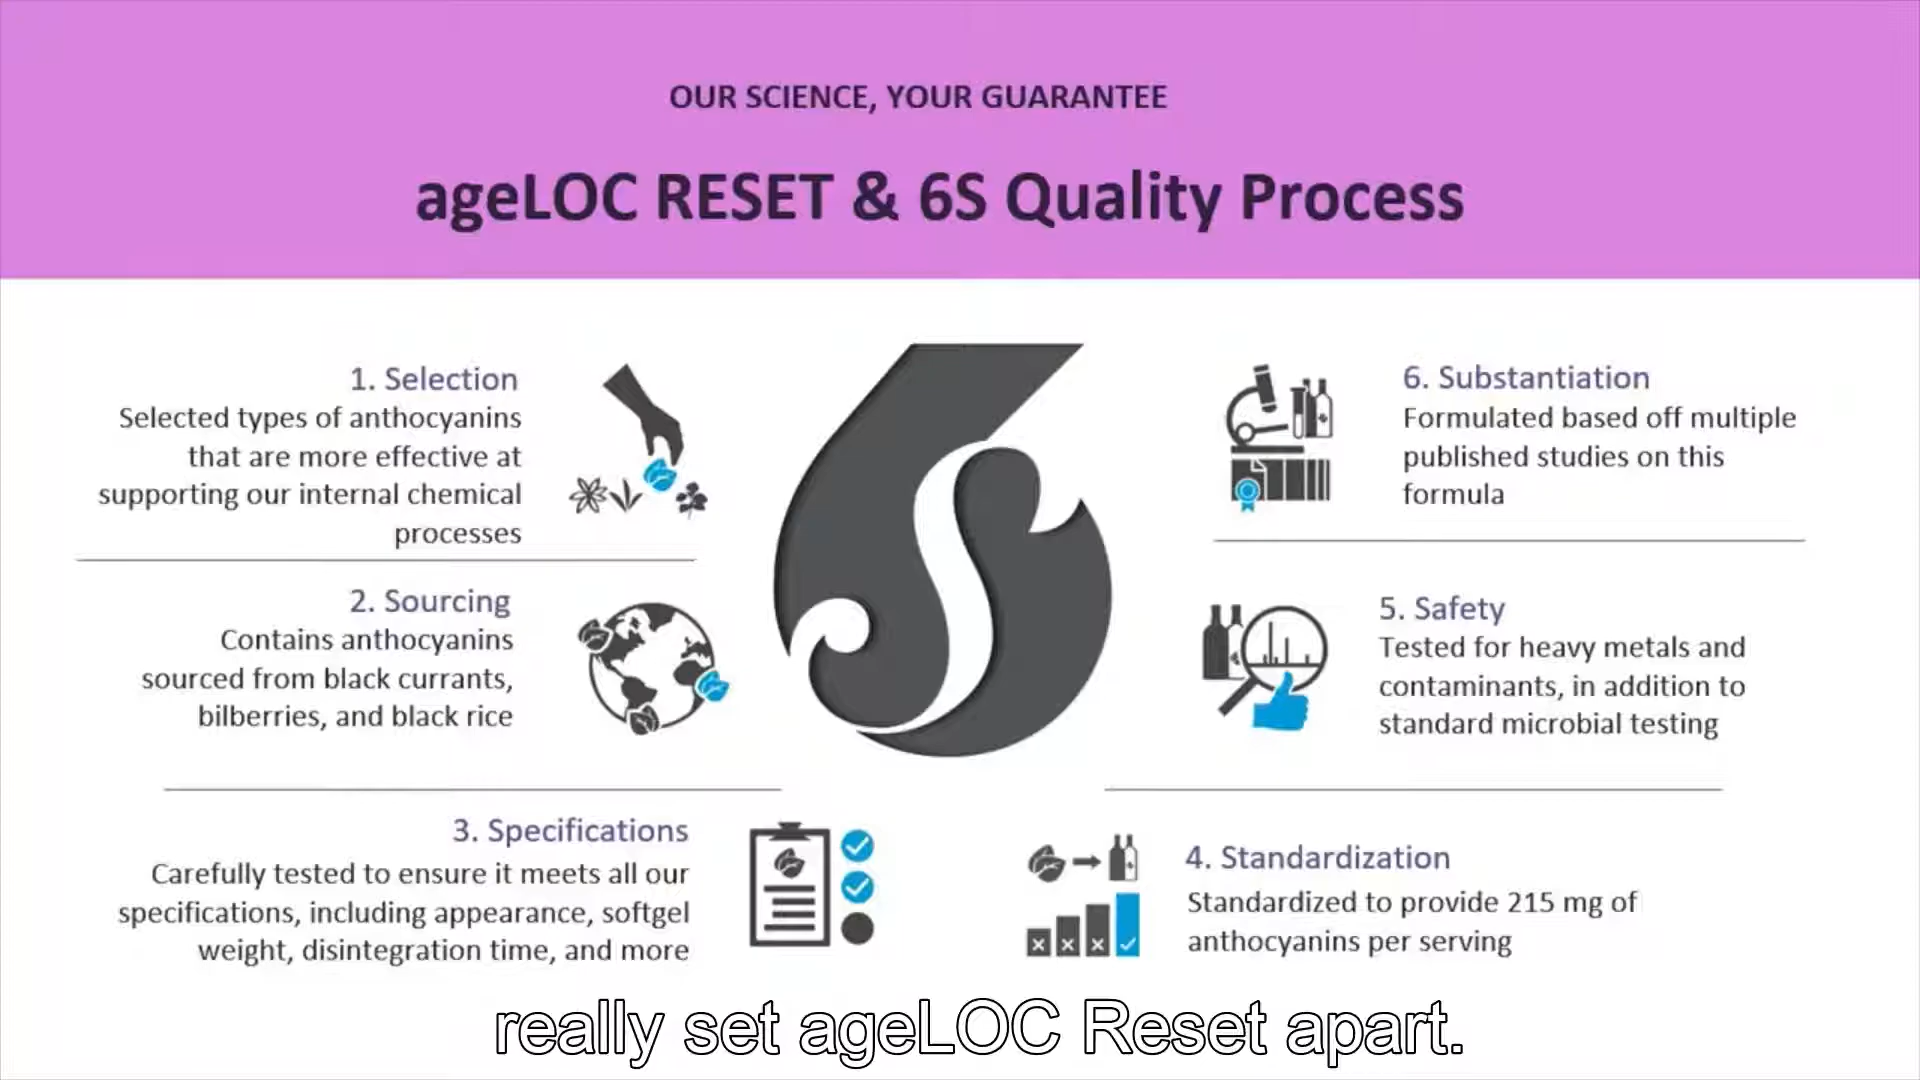 OUR SCIENCE, YOUR GUARANTEE
ageLOC RESET & 6S Quality Process
1. Selection
Selected types of anthocyanins
that are more effective at
supporting our internal chemical
processes
2. Sourcing
Contains anthocyanins
sourced from black currants,
bilberries, and black rice
3. Specifications
Carefully tested to ensure it meets all our
specifications, including appearance, softgel
weight, disintegration time, and more
6S
6. Substantiation
Formulated based off multiple
published studies on this
formula
5. Safety
Tested for heavy metals and
contaminants, in addition to
standard microbial testing
4. Standardization
Standardized to provide 215 mg of
anthocyanins per serving
really set ageLOC Reset apart.